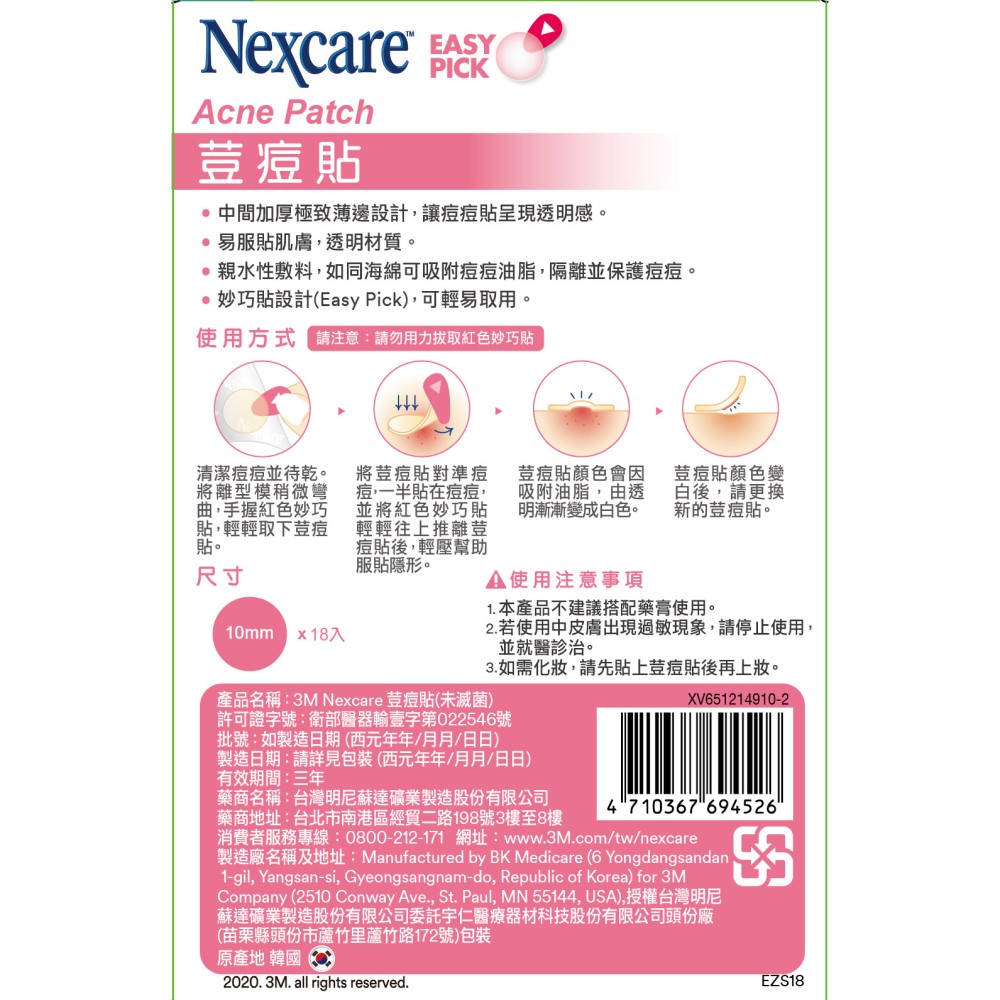 Nexcare™ EASY PICK
Acne Patch
荳痘貼
• 中間加厚極致薄邊設計，讓痘痘貼呈現透明感。
• 易服貼肌膚，透明材質。
• 親水性敷料，如同海綿可吸附痘痘油脂，隔離並保護痘痘。
• 妙巧貼設計(Easy Pick)，可輕易取用。
使用方式 請注意：請勿用力拔取紅色妙巧貼
清潔痘痘並待乾。
將離型模稍微彎
曲，手握紅色妙巧
貼，輕輕取下荳痘
貼。
將荳痘貼對準痘
痘，一半貼在痘痘，
並將紅色妙巧貼
輕輕往上推離荳
痘貼後，輕壓幫助
服貼隱形。
荳痘貼顏色會因
吸附油脂，由透
明漸漸變成白色。
荳痘貼顏色變
白後，請更換
新的荳痘貼。
尺寸
10mm x 18入
使用注意事項
1.本產品不建議搭配藥膏使用。
2.若使用中皮膚出現過敏現象，請停止使用，
並就醫診治。
3.如需化妝，請先貼上荳痘貼後再上妝。
產品名稱：3M Nexcare 荳痘貼(未滅菌)
許可證字號：衛部醫器輸壹字第022546號
批號：如製造日期 (西元年年/月月/日日)
製造日期：請詳見包裝 (西元年年/月月/日日)
有效期間：三年
藥商名稱：台灣明尼蘇達礦業製造股份有限公司
藥商地址：台北市南港區經貿二路198號3樓至8樓
消費者服務專線：0800-212-171 網址：www.3M.com/tw/nexcare
製造廠名稱及地址：Manufactured by BK Medicare (6 Yongdangsandan
1-gil, Yangsan-si, Gyeongsangnam-do, Republic of Korea) for 3M
Company (2510 Conway Ave., St. Paul, MN 55144, USA),授權台灣明尼
蘇達礦業製造股份有限公司委託宇仁醫療器材科技股份有限公司頭份廠
(苗栗縣頭份市蘆竹里蘆竹路172號)包裝
原產地 韓國
XV651214910-2
4 710367 694526
2020. 3M. all rights reserved.
EZS18